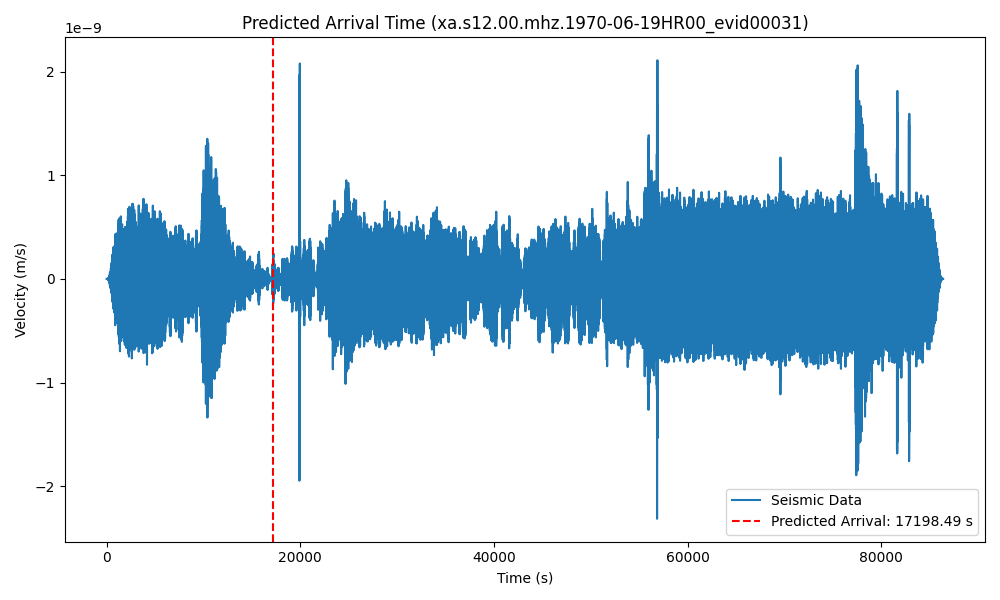 Predicted Arrival Time (xa.s12.00.mhz.1970-06-19HR00_evid00031)
1e−9
2
1
0
−1
−2
Velocity (m/s)
0 20000 40000 60000 80000
Time (s)
Seismic Data
Predicted Arrival: 17198.49 s